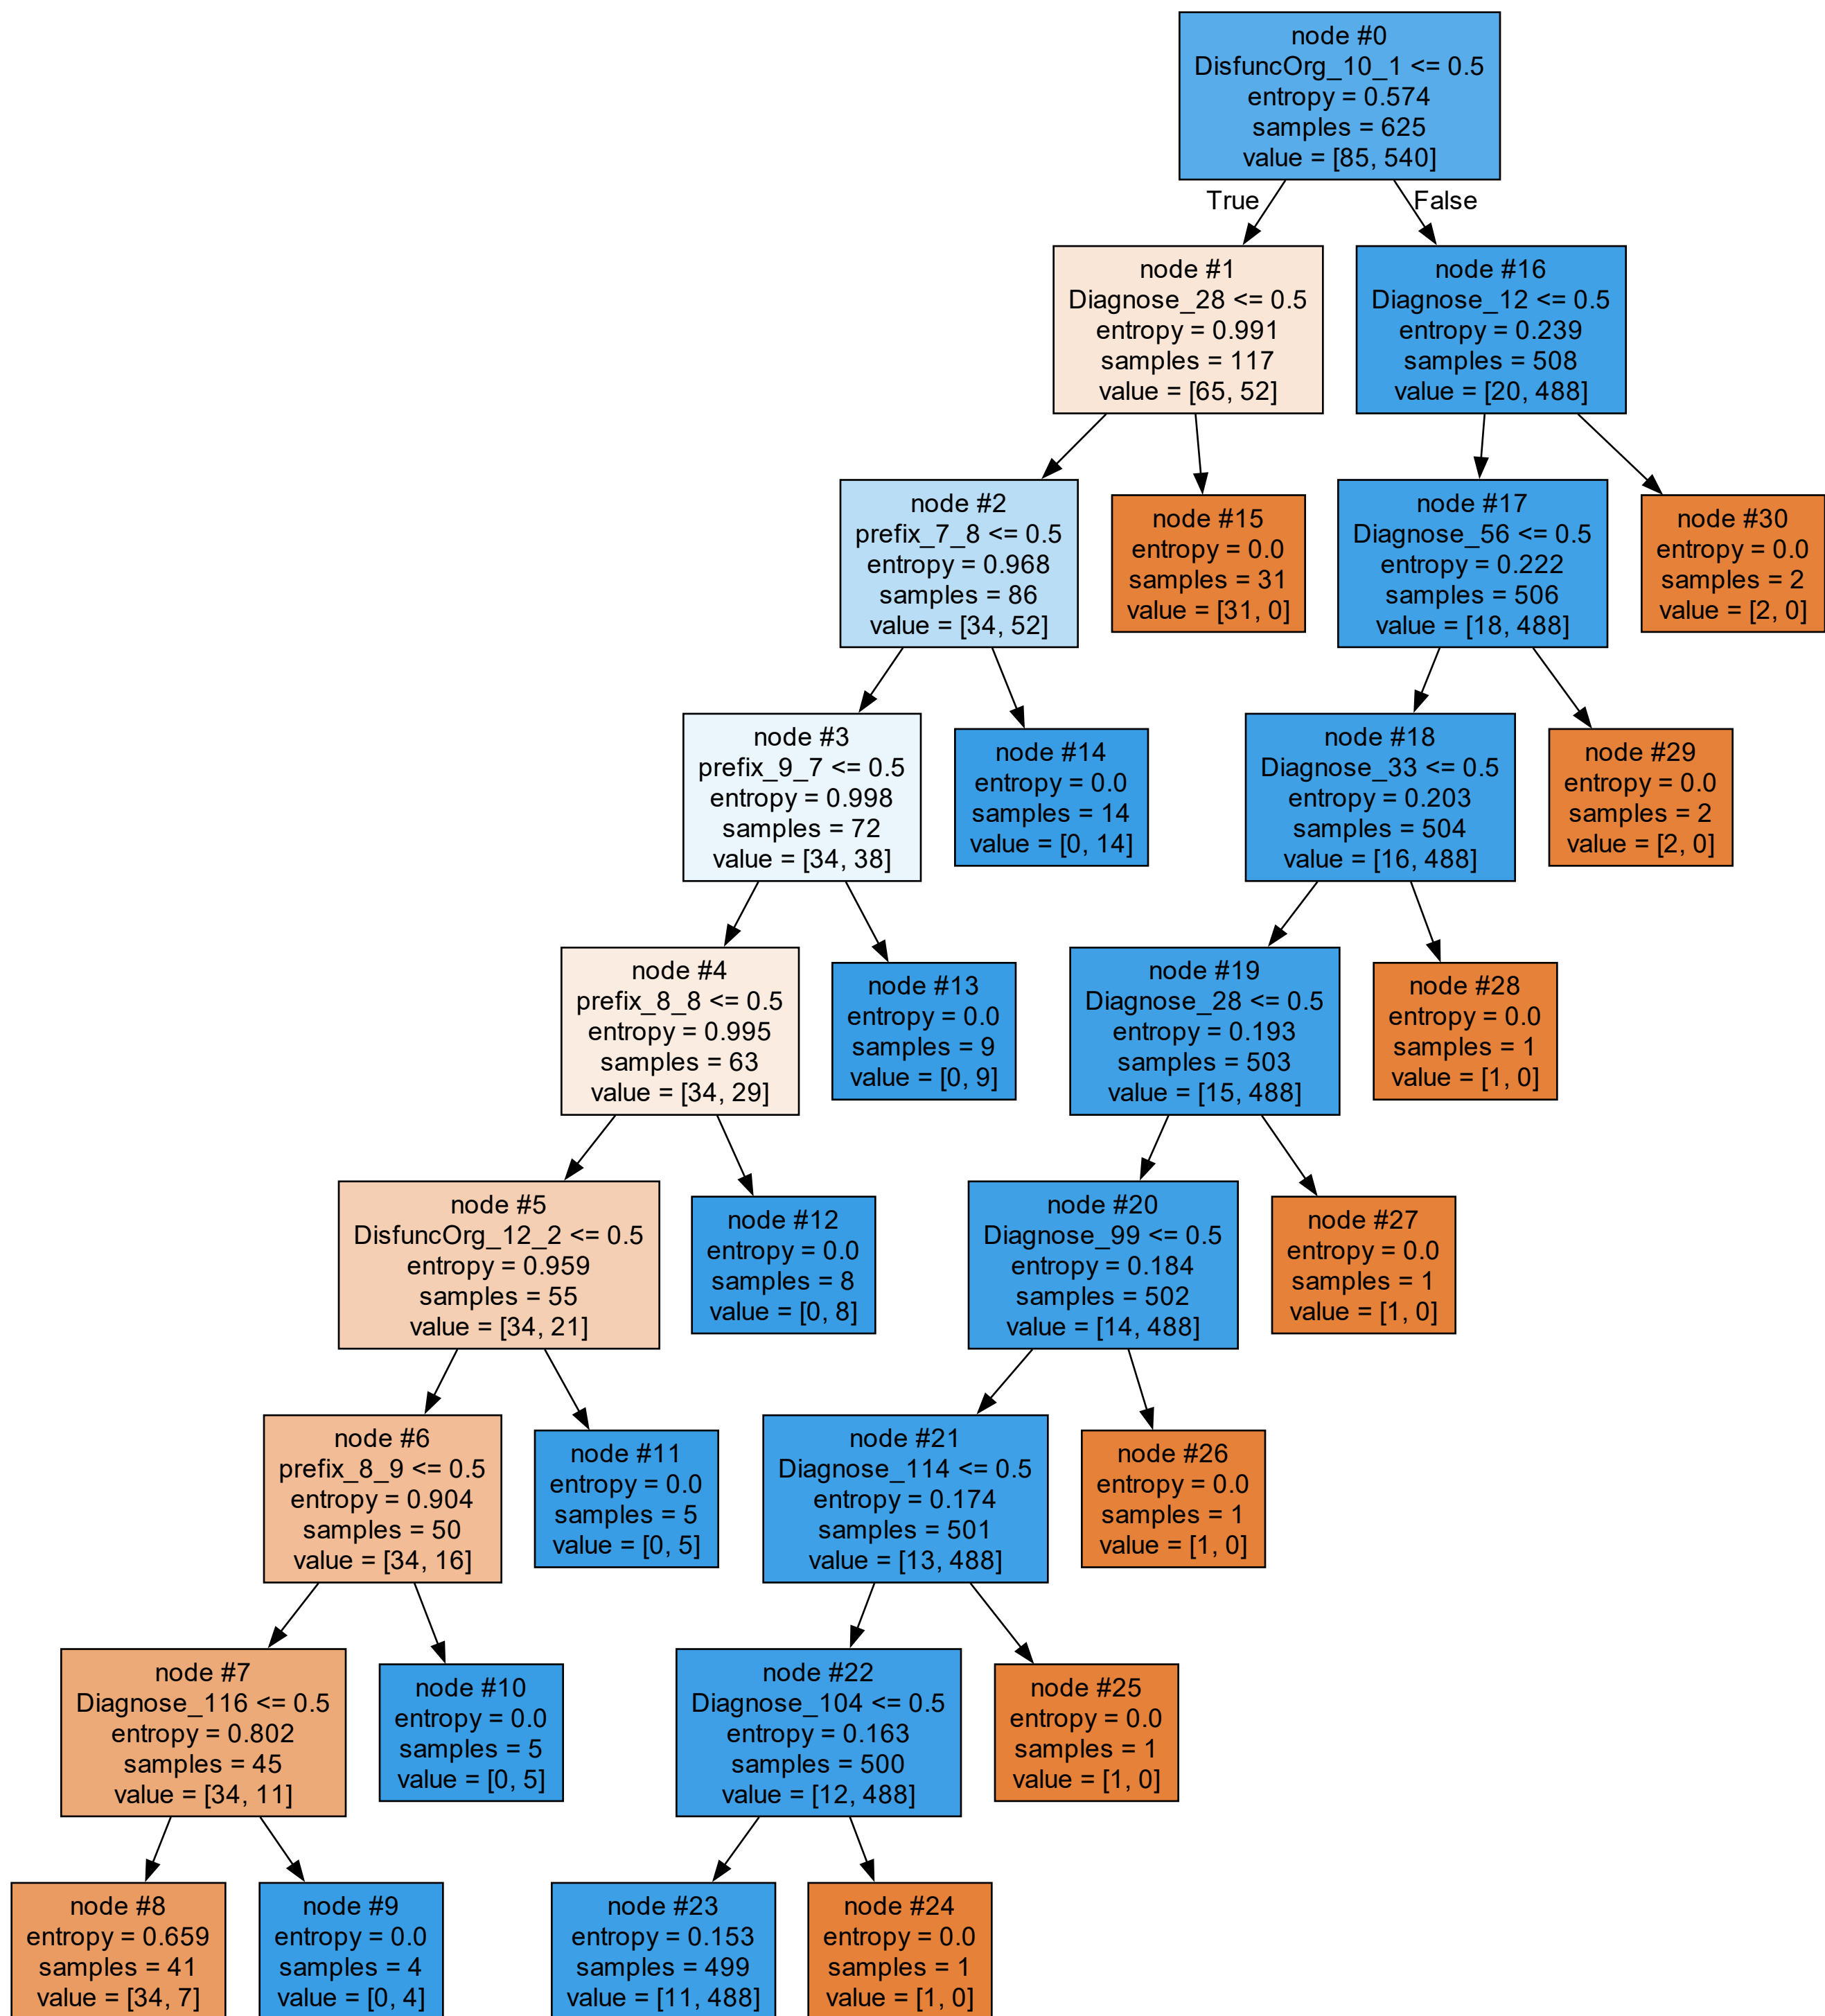 node #0
DisfuncOrg_10_1 <= 0.5
entropy = 0.574
samples = 625
value = [85, 540]
True
False
node #1
Diagnose_28 <= 0.5
entropy = 0.991
samples = 117
value = [65, 52]
node #16
Diagnose_12 <= 0.5
entropy = 0.239
samples = 508
value = [20, 488]
node #2
prefix_7_8 <= 0.5
entropy = 0.968
samples = 86
value = [34, 52]
node #15
entropy = 0.0
samples = 31
value = [31, 0]
node #17
Diagnose_56 <= 0.5
entropy = 0.222
samples = 506
value = [18, 488]
node #30
entropy = 0.0
samples = 2
value = [2, 0]
node #3
prefix_9_7 <= 0.5
entropy = 0.998
samples = 72
value = [34, 38]
node #14
entropy = 0.0
samples = 14
value = [0, 14]
node #18
Diagnose_33 <= 0.5
entropy = 0.203
samples = 504
value = [16, 488]
node #29
entropy = 0.0
samples = 2
value = [2, 0]
node #4
prefix_8_8 <= 0.5
entropy = 0.995
samples = 63
value = [34, 29]
node #13
entropy = 0.0
samples = 9
value = [0, 9]
node #19
Diagnose_28 <= 0.5
entropy = 0.193
samples = 503
value = [15, 488]
node #28
entropy = 0.0
samples = 1
value = [1, 0]
node #5
DisfuncOrg_12_2 <= 0.5
entropy = 0.959
samples = 55
value = [34, 21]
node #12
entropy = 0.0
samples = 8
value = [0, 8]
node #20
Diagnose_99 <= 0.5
entropy = 0.184
samples = 502
value = [14, 488]
node #27
entropy = 0.0
samples = 1
value = [1, 0]
node #6
prefix_8_9 <= 0.5
entropy = 0.904
samples = 50
value = [34, 16]
node #11
entropy = 0.0
samples = 5
value = [0, 5]
node #21
Diagnose_114 <= 0.5
entropy = 0.174
samples = 501
value = [13, 488]
node #26
entropy = 0.0
samples = 1
value = [1, 0]
node #7
Diagnose_116 <= 0.5
entropy = 0.802
samples = 45
value = [34, 11]
node #10
entropy = 0.0
samples = 5
value = [0, 5]
node #22
Diagnose_104 <= 0.5
entropy = 0.163
samples = 500
value = [12, 488]
node #25
entropy = 0.0
samples = 1
value = [1, 0]
node #8
entropy = 0.659
samples = 41
value = [34, 7]
node #9
entropy = 0.0
samples = 4
value = [0, 4]
node #23
entropy = 0.153
samples = 499
value = [11, 488]
node #24
entropy = 0.0
samples = 1
value = [1, 0]